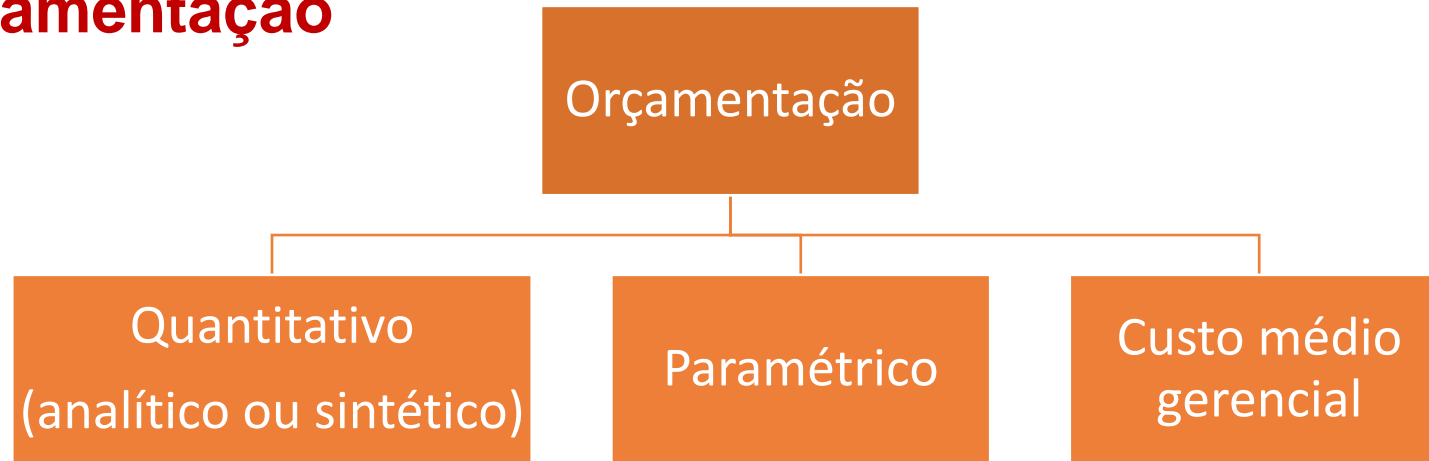 amentação
Orçamentação
Quantitativo
(analítico ou sintético)
Paramétrico
Custo médio
gerencial